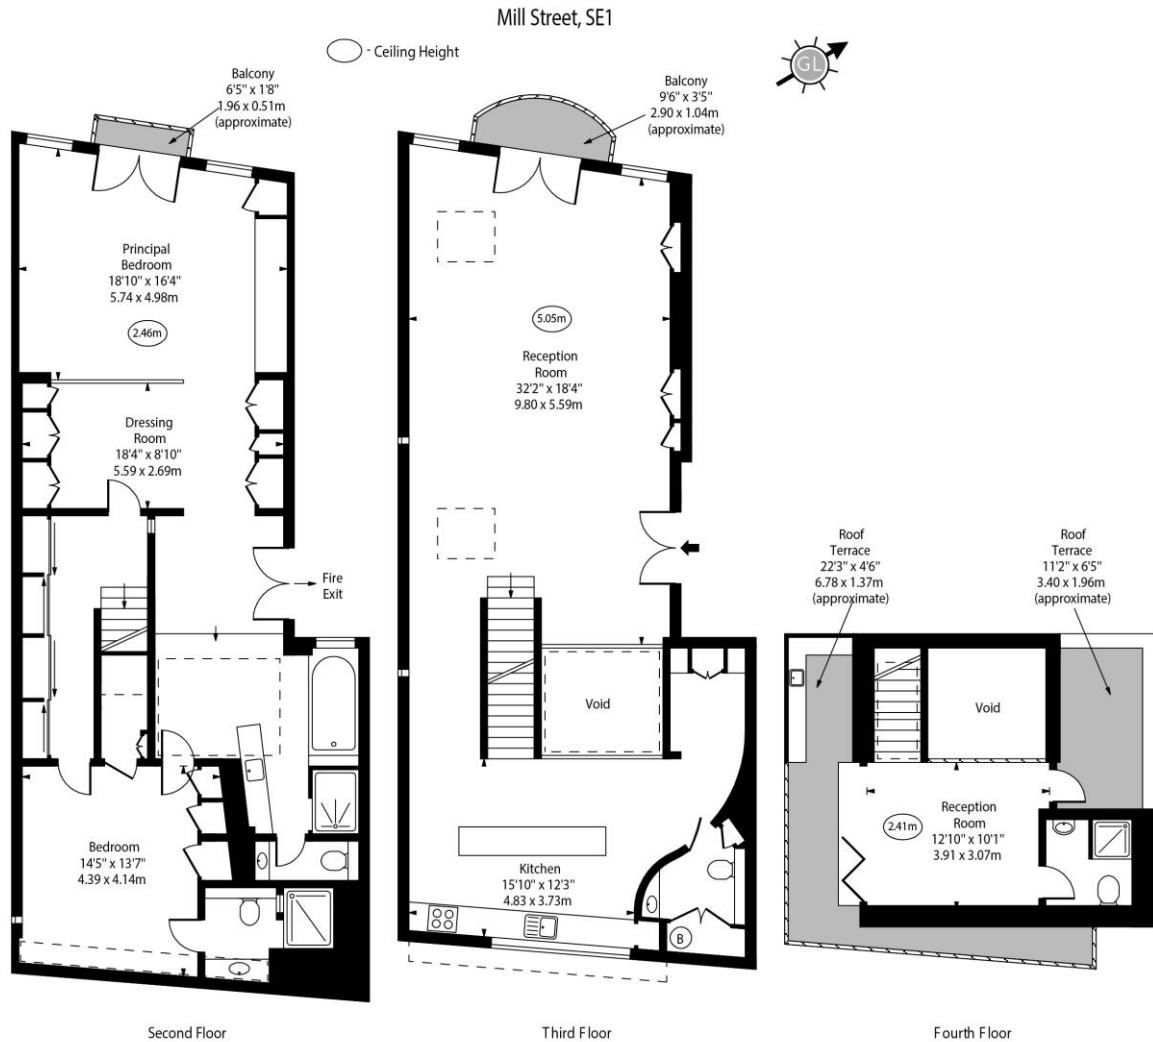 Mill Street, SE1
- Ceiling Height
GL
Balcony
6'5" x 1'8"
1.96 x 0.51m
(approximate)
Principal
Bedroom
18'10" x 16'4"
5.74 x 4.98m
2.46m
Dressing
Room
18'4" x 8'10"
5.59 x 2.69m
Fire
Exit
Bedroom
14'5" x 13'7"
4.39 x 4.14m
Second Floor
Balcony
9'6" x 3'5"
2.90 x 1.04m
(approximate)
5.05m
Reception
Room
32'2" x 18'4"
9.80 x 5.59m
Void
Kitchen
15'10" x 12'3"
4.83 x 3.73m
B
Third Floor
Roof
Terrace
22'3" x 4'6"
6.78 x 1.37m
(approximate)
Roof
Terrace
11'2" x 6'5"
3.40 x 1.96m
(approximate)
Void
2.41m
Reception
Room
12'10" x 10'1"
3.91 x 3.07m
Fourth Floor